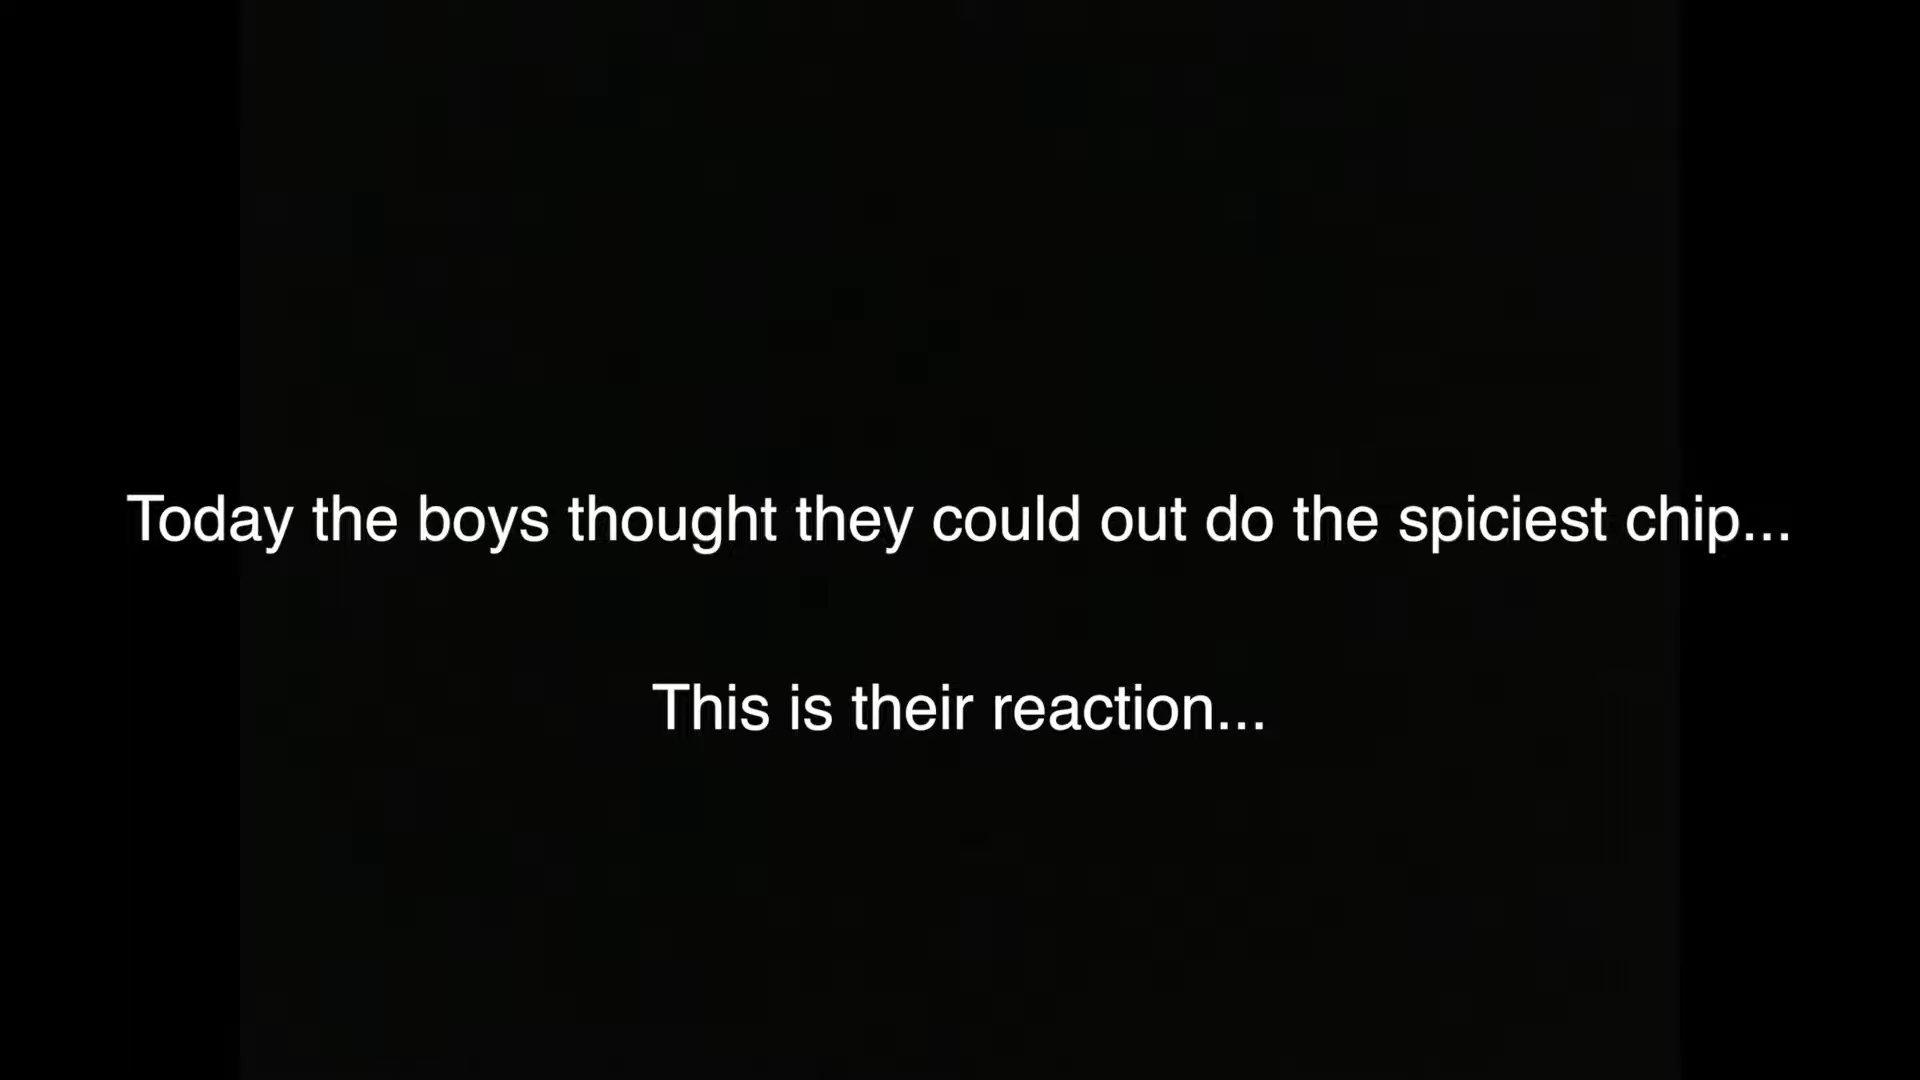 Today the boys thought they could out do the spiciest chip...
This is their reaction...